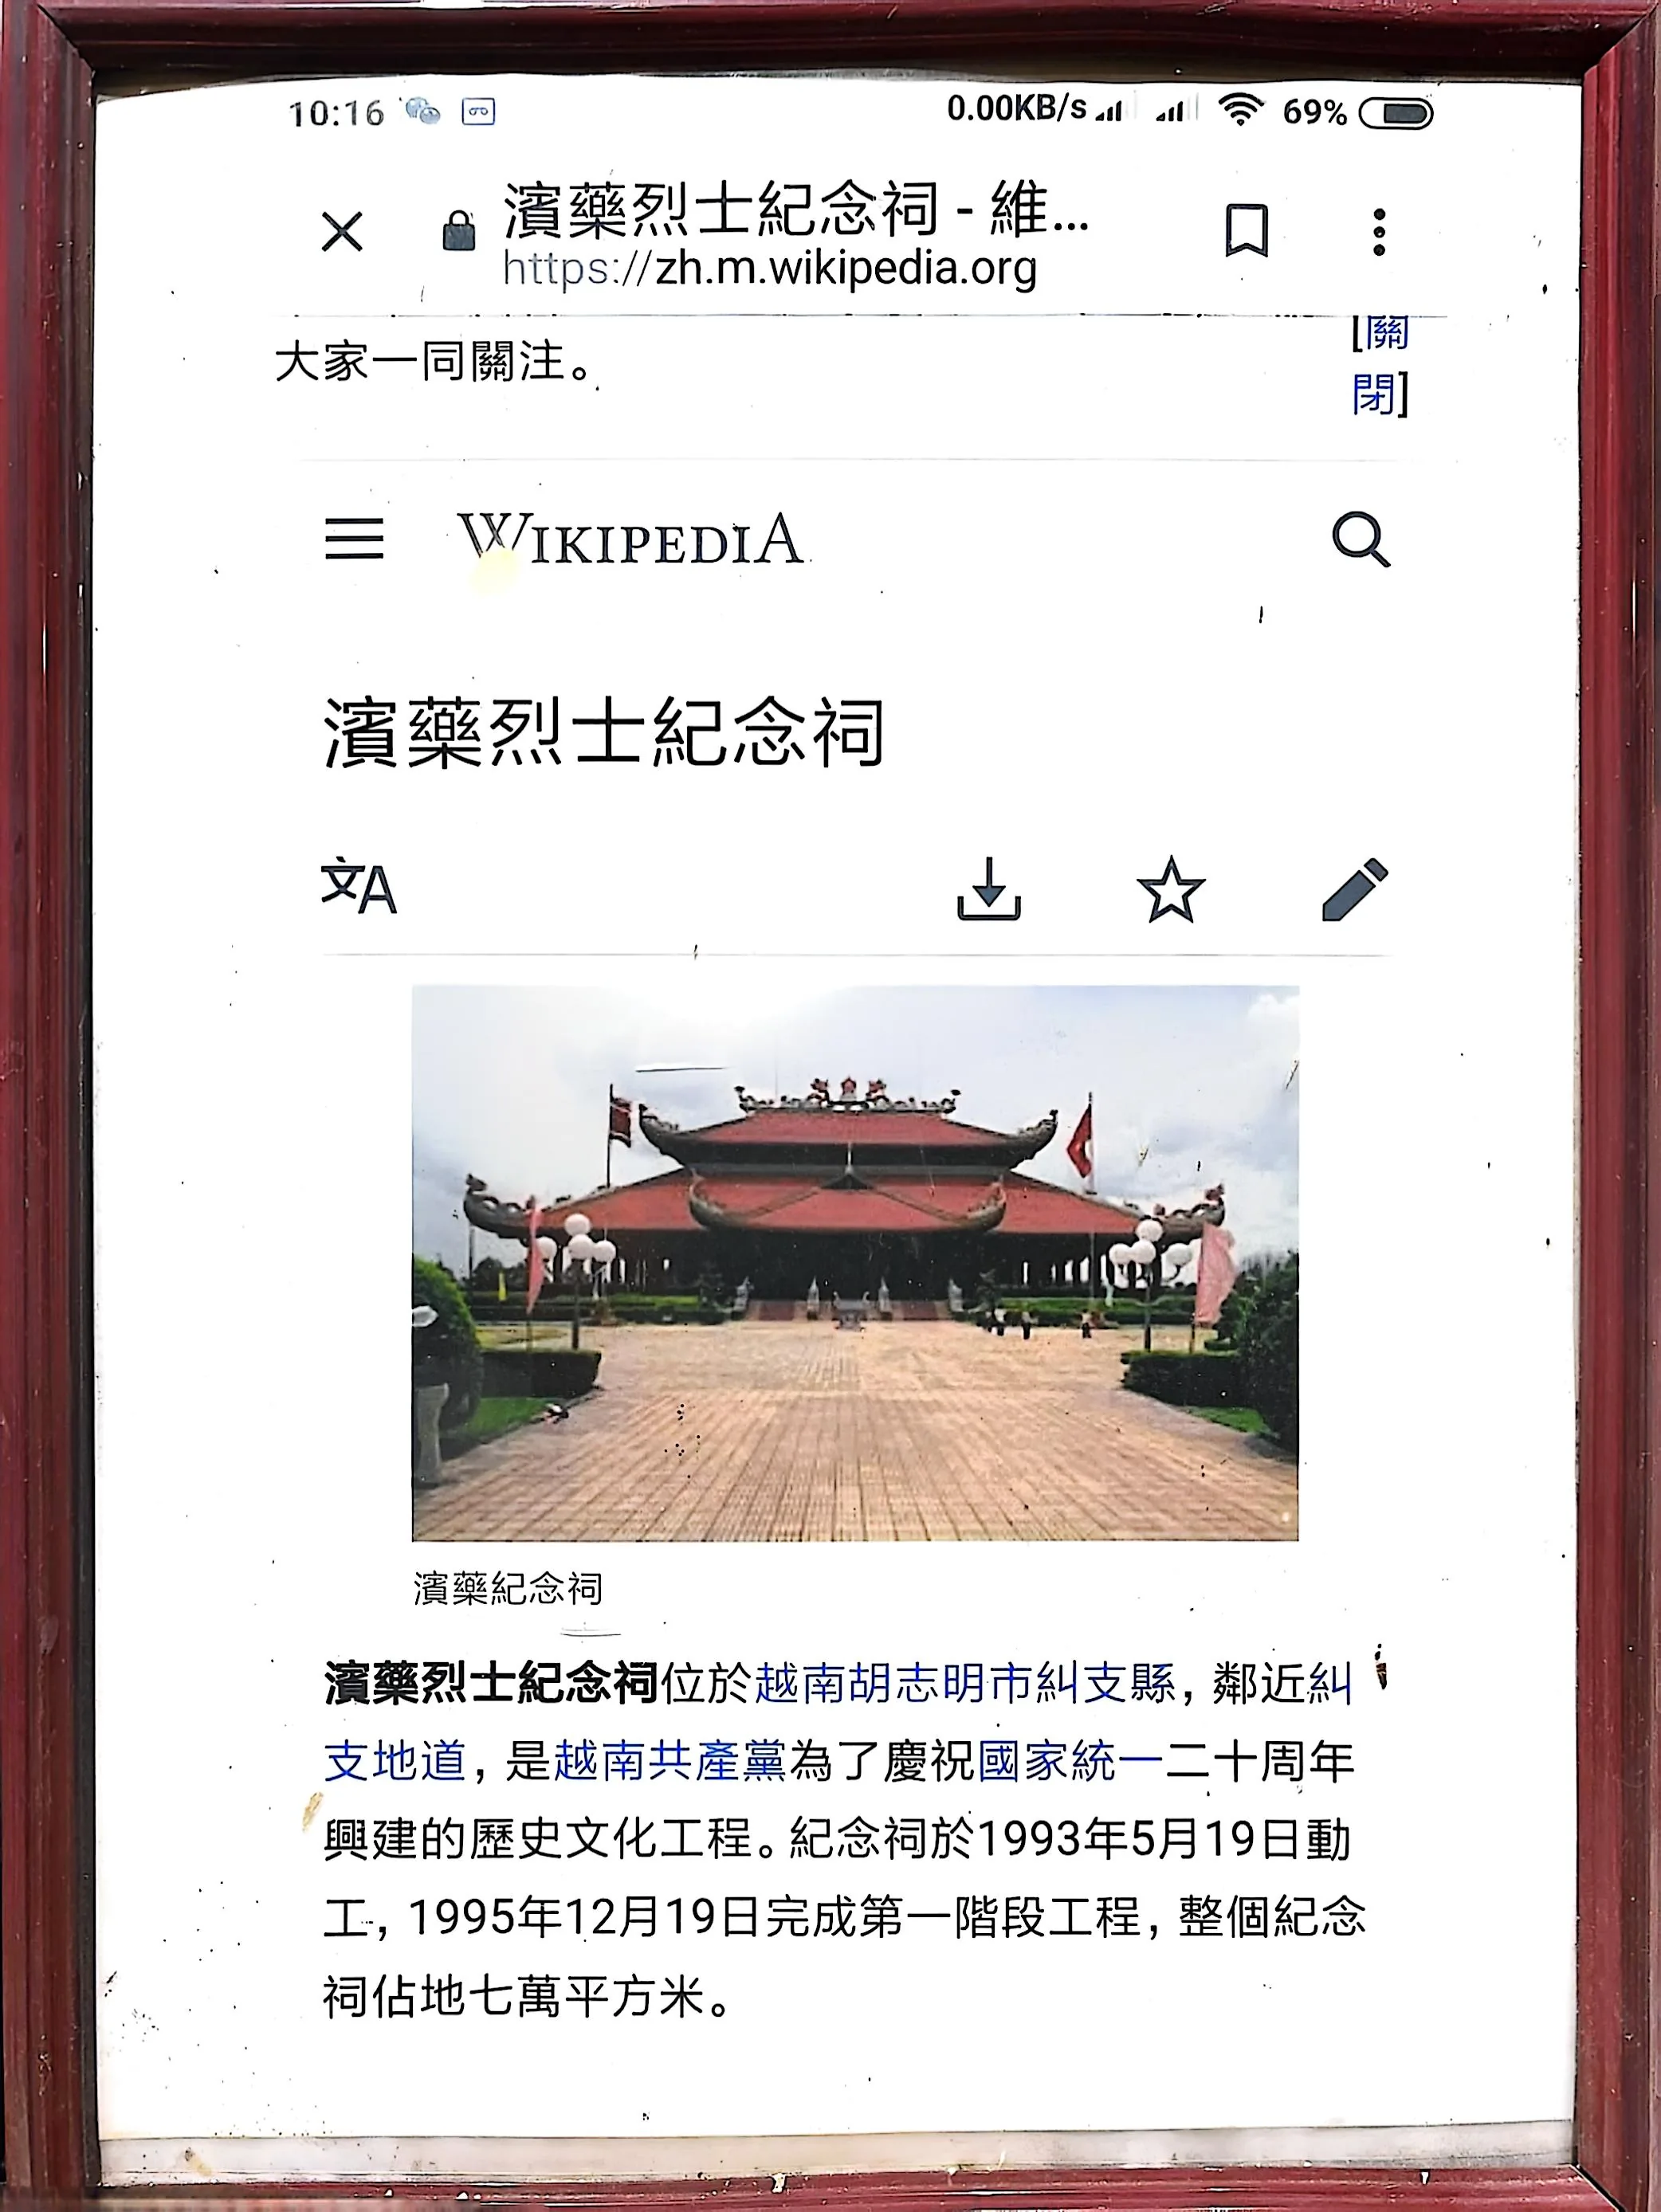 10:16 0.00KB/s 69%
濱藥烈士紀念祠 - 維...
https://zh.m.wikipedia.org
大家一同關注。
[關
閉]
WIKIPEDIA
濱藥烈士紀念祠
文A
濱藥紀念祠
濱藥烈士紀念祠位於越南胡志明市糾支縣，鄰近糾
支地道，是越南共產黨為了慶祝國家統一二十周年
興建的歷史文化工程。紀念祠於1993年5月19日動
工，1995年12月19日完成第一階段工程，整個紀念
祠佔地七萬平方米。